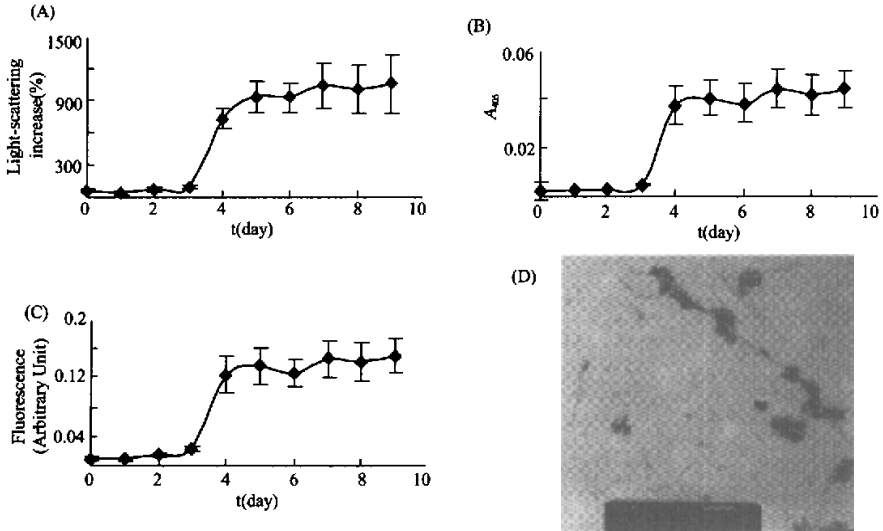 (A)
1500
900
300
Light-scattering
increase(%)
0 2 4 6 8 10
t(day)
(B)
0.06
0.02
A₄₀₅
0 2 4 6 8 10
t(day)
(C)
0.2
0.12
0.04
Fluorescence
(Arbitrary Unit)
0 2 4 6 8 10
t(day)
(D)